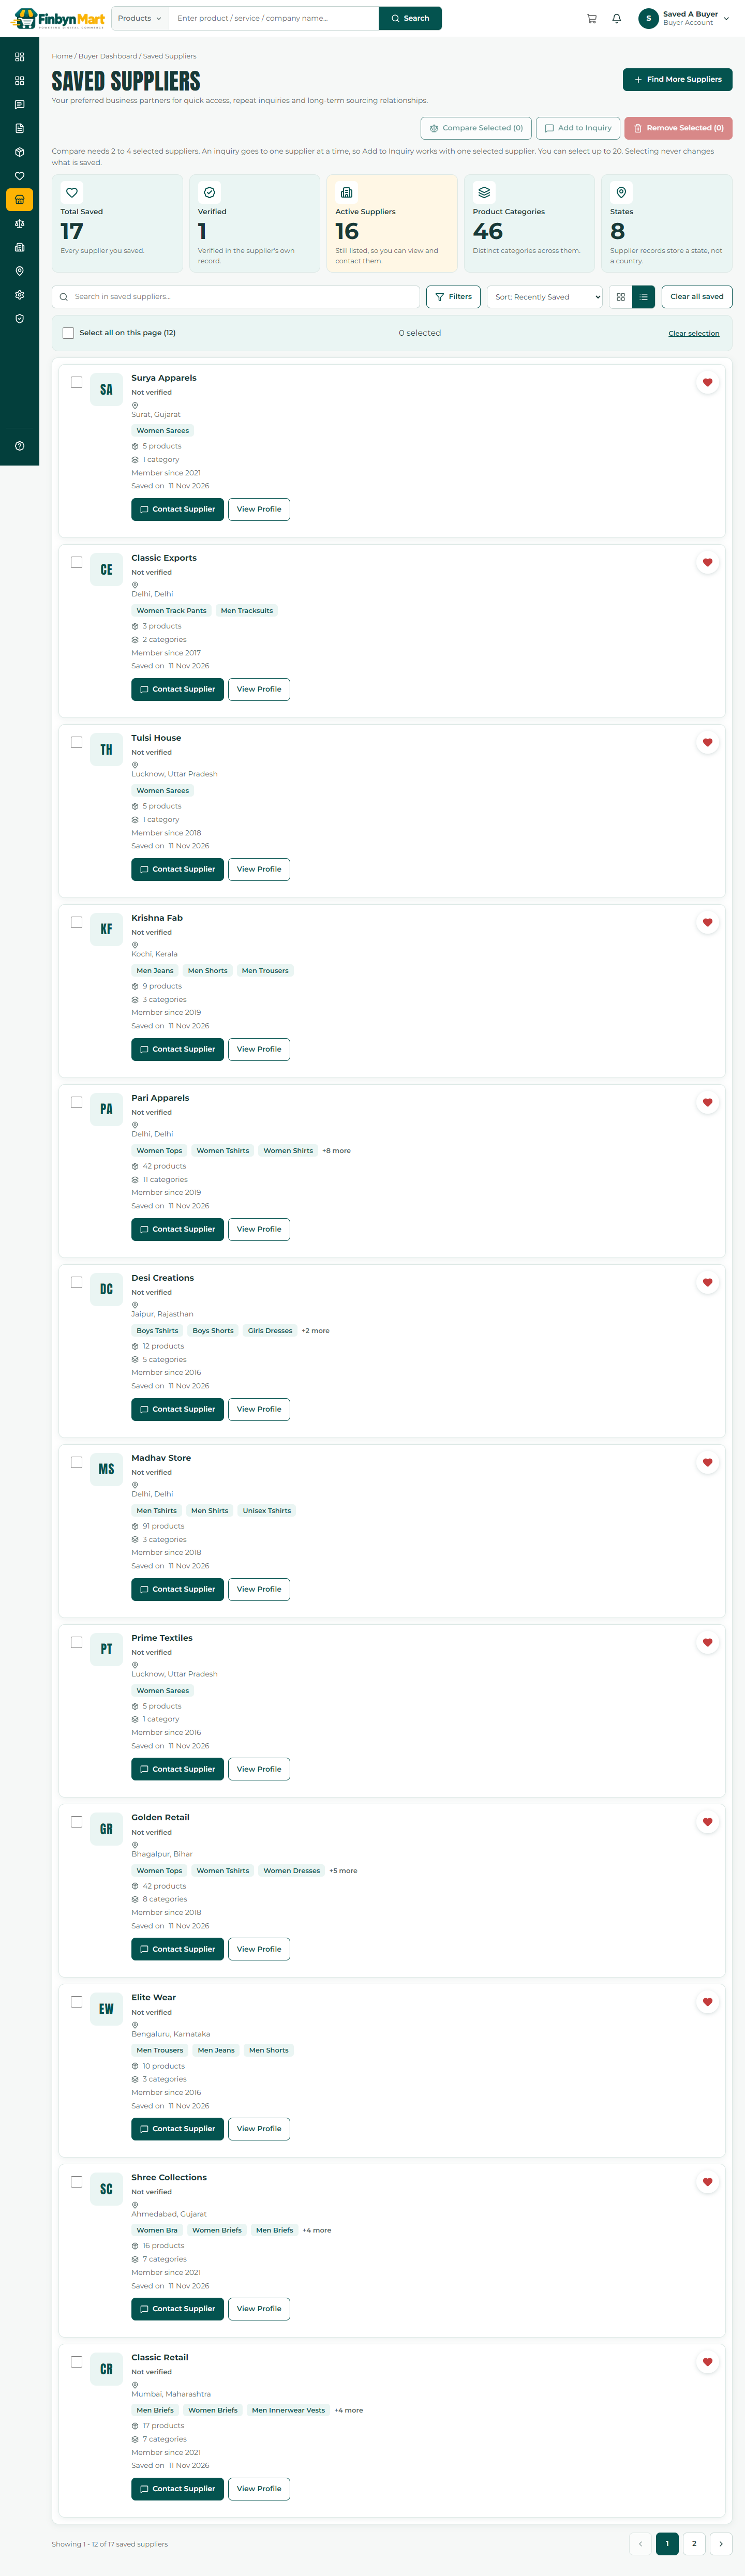 FinbynMart
Products
Enter product / service / company name...
Search
S
Saved A Buyer
Buyer Account
Home / Buyer Dashboard / Saved Suppliers
SAVED SUPPLIERS
Find More Suppliers
Your preferred business partners for quick access, repeat inquiries and long-term sourcing relationships.
Compare Selected (0)
Add to Inquiry
Remove Selected (0)
Compare needs 2 to 4 selected suppliers. An inquiry goes to one supplier at a time, so Add to Inquiry works with one selected supplier. You can select up to 20. Selecting never changes
what is saved.
Total Saved
17
Every supplier you saved.
Verified
1
Verified in the supplier's own
record.
Active Suppliers
16
Still listed, so you can view and
contact them.
Product Categories
46
Distinct categories across them.
States
8
Supplier records store a state, not
a country.
Search in saved suppliers...
Filters
Sort: Recently Saved
Clear all saved
Select all on this page (12)
0 selected
Clear selection
SA
Surya Apparels
Not verified
Surat, Gujarat
Women Sarees
5 products
1 category
Member since 2021
Saved on 11 Nov 2026
Contact Supplier
View Profile
CE
Classic Exports
Not verified
Delhi, Delhi
Women Track Pants
Men Tracksuits
3 products
2 categories
Member since 2017
Saved on 11 Nov 2026
Contact Supplier
View Profile
TH
Tulsi House
Not verified
Lucknow, Uttar Pradesh
Women Sarees
5 products
1 category
Member since 2018
Saved on 11 Nov 2026
Contact Supplier
View Profile
KF
Krishna Fab
Not verified
Kochi, Kerala
Men Jeans
Men Shorts
Men Trousers
9 products
3 categories
Member since 2019
Saved on 11 Nov 2026
Contact Supplier
View Profile
PA
Pari Apparels
Not verified
Delhi, Delhi
Women Tops
Women Tshirts
Women Shirts
+8 more
42 products
11 categories
Member since 2019
Saved on 11 Nov 2026
Contact Supplier
View Profile
DC
Desi Creations
Not verified
Jaipur, Rajasthan
Boys Tshirts
Boys Shorts
Girls Dresses
+2 more
12 products
5 categories
Member since 2016
Saved on 11 Nov 2026
Contact Supplier
View Profile
MS
Madhav Store
Not verified
Delhi, Delhi
Men Tshirts
Men Shirts
Unisex Tshirts
91 products
3 categories
Member since 2018
Saved on 11 Nov 2026
Contact Supplier
View Profile
PT
Prime Textiles
Not verified
Lucknow, Uttar Pradesh
Women Sarees
5 products
1 category
Member since 2016
Saved on 11 Nov 2026
Contact Supplier
View Profile
GR
Golden Retail
Not verified
Bhagalpur, Bihar
Women Tops
Women Tshirts
Women Dresses
+5 more
42 products
8 categories
Member since 2018
Saved on 11 Nov 2026
Contact Supplier
View Profile
EW
Elite Wear
Not verified
Bengaluru, Karnataka
Men Trousers
Men Jeans
Men Shorts
10 products
3 categories
Member since 2016
Saved on 11 Nov 2026
Contact Supplier
View Profile
SC
Shree Collections
Not verified
Ahmedabad, Gujarat
Women Bra
Women Briefs
Men Briefs
+4 more
16 products
7 categories
Member since 2021
Saved on 11 Nov 2026
Contact Supplier
View Profile
CR
Classic Retail
Not verified
Mumbai, Maharashtra
Men Briefs
Women Briefs
Men Innerwear Vests
+4 more
17 products
7 categories
Member since 2021
Saved on 11 Nov 2026
Contact Supplier
View Profile
Showing 1 - 12 of 17 saved suppliers
1
2